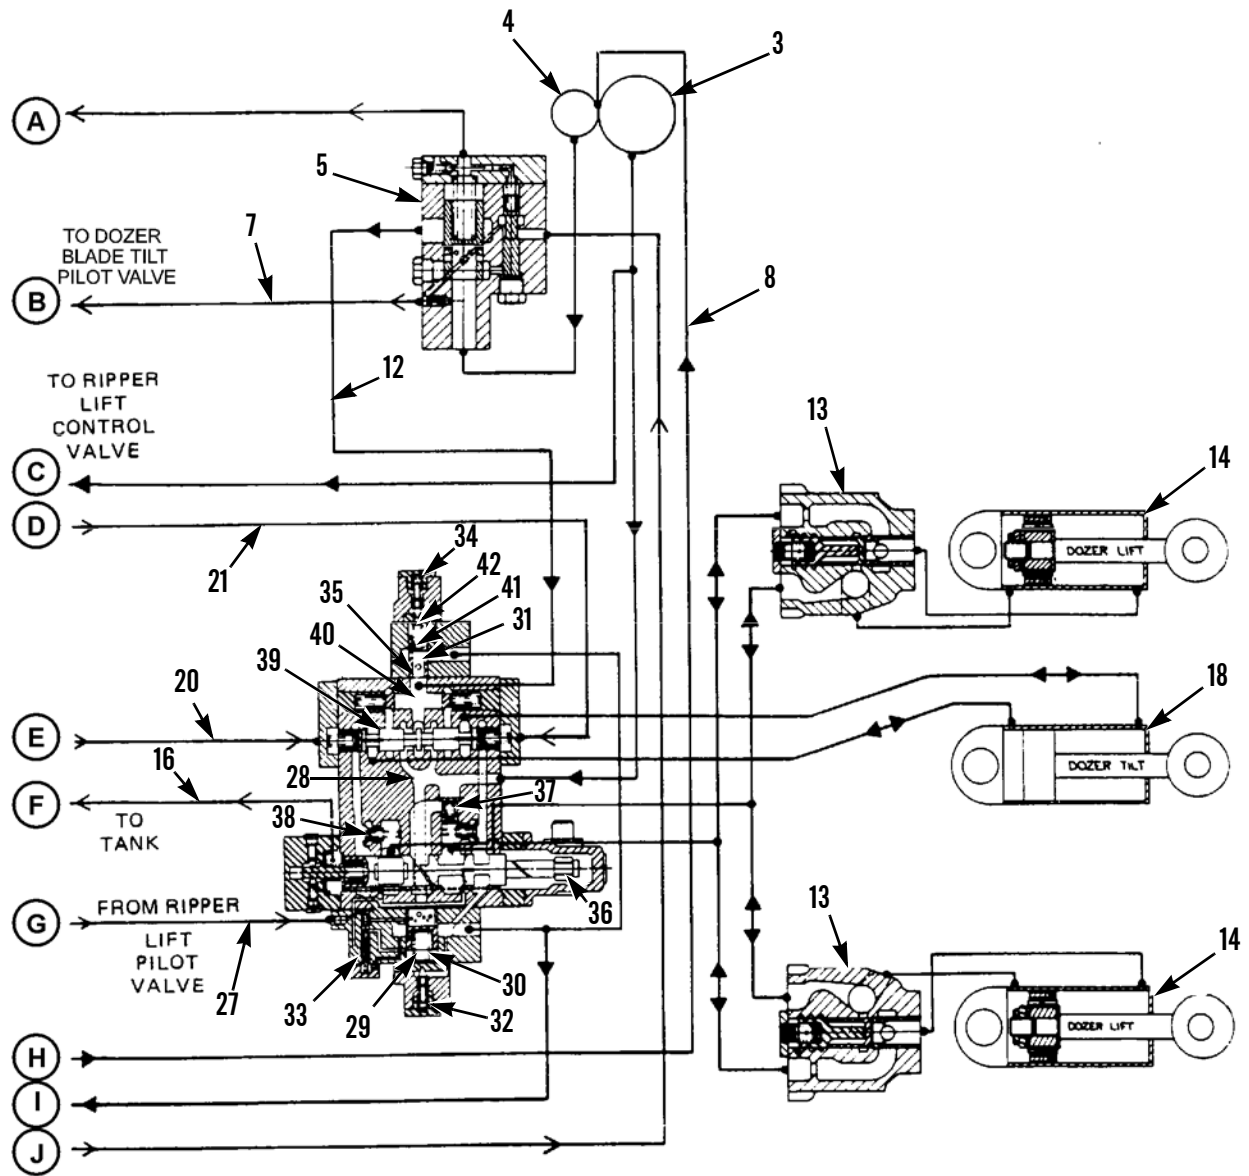 4
3
A
5
7
TO DOZER
BLADE TILT
PILOT VALVE
8
B
12
TO RIPPER
LIFT
CONTROL
VALVE
13
14
C
D
DOZER LIFT
21
34
42
41
35
31
40
39
20
18
E
16
28
DOZER TILT
37
F
TO
TANK
38
36
G
FROM RIPPER
LIFT
PILOT
VALVE
27
33
29
30
32
13
14
DOZER LIFT
H
I
J